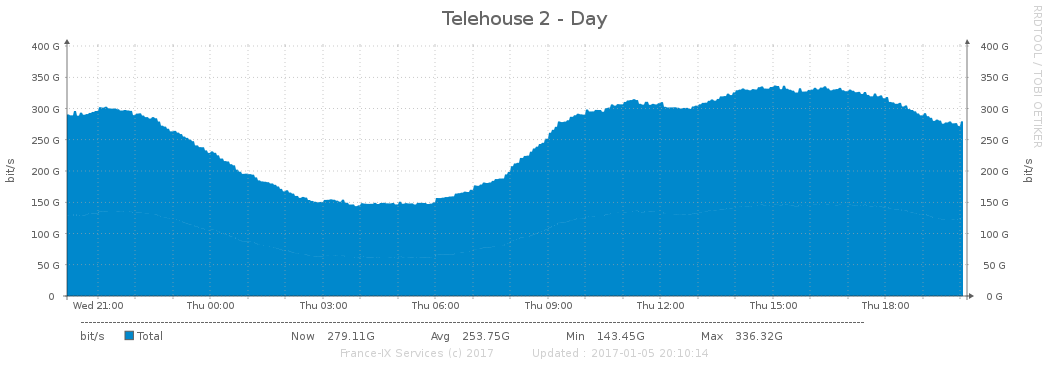 Telehouse 2 - Day
RRDTOOL / TOBI OETIKER
400 G 400 G
350 G 350 G
300 G 300 G
250 G 250 G
200 G 200 G
150 G 150 G
100 G 100 G
50 G 50 G
0 0 G
bit/s bit/s
Wed 21:00 Thu 00:00 Thu 03:00 Thu 06:00 Thu 09:00 Thu 12:00 Thu 15:00 Thu 18:00
bit/s Total Now 279.11G Avg 253.75G Min 143.45G Max 336.32G
France-IX Services (c) 2017 Updated : 2017-01-05 20:10:14